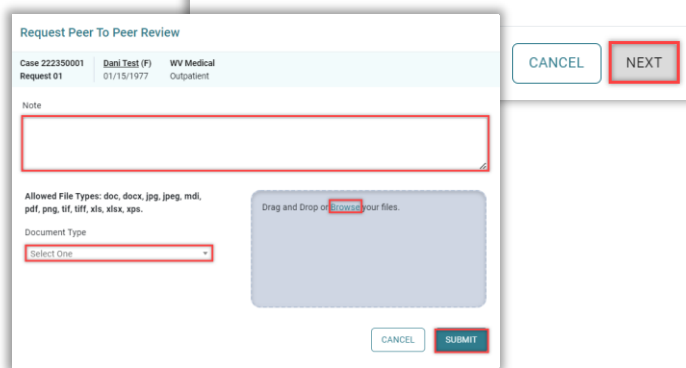 Request Peer To Peer Review
Case 222350001 Dani Test (F) WV Medical
Request 01 01/15/1977 Outpatient
CANCEL NEXT
Note
Allowed File Types: doc, docx, jpg, jpeg, mdi,
pdf, png, tif, tiff, xls, xlsx, xps.
Drag and Drop or Browse your files.
Document Type
Select One
CANCEL SUBMIT